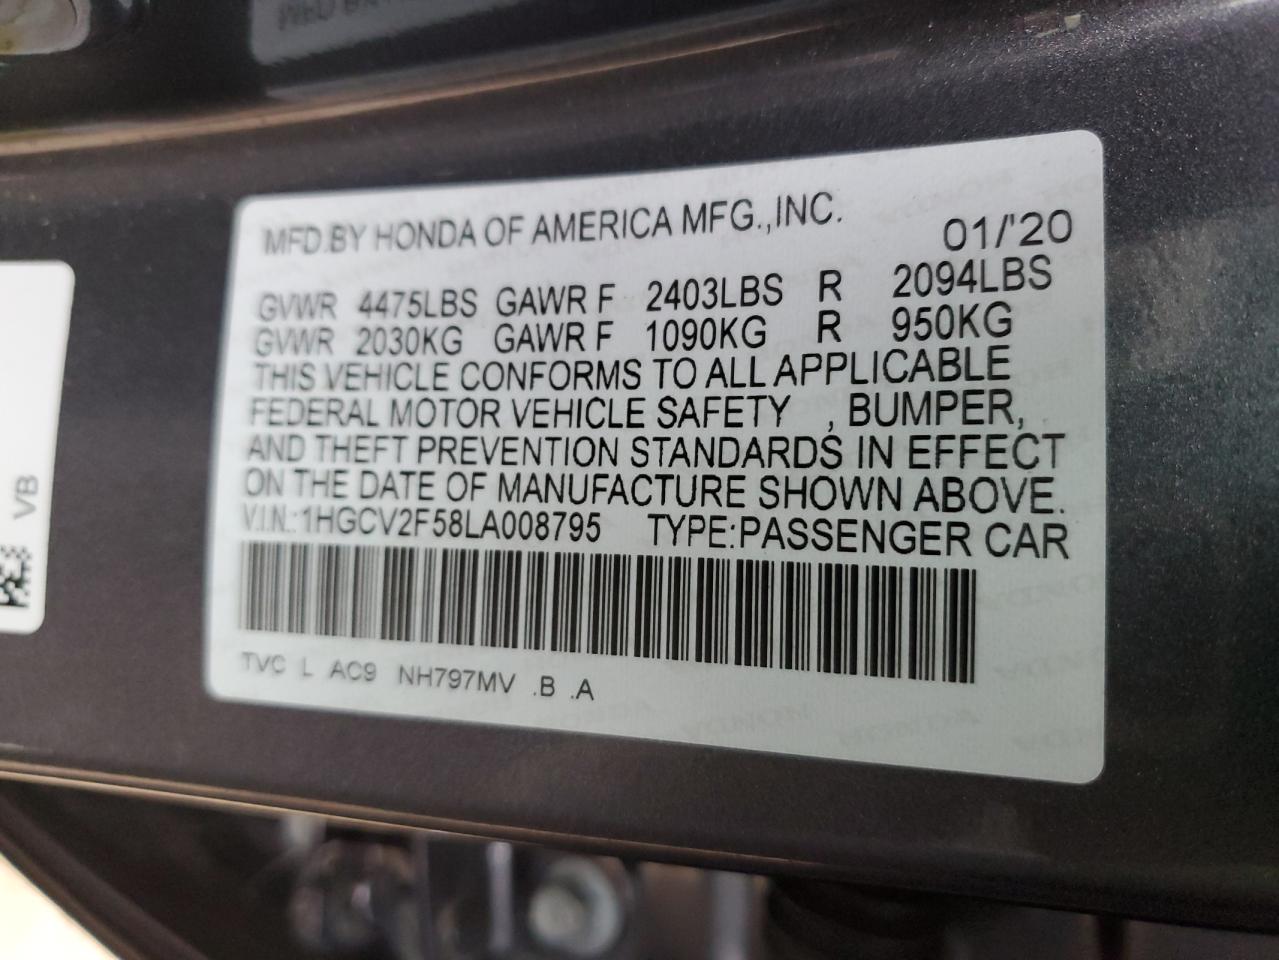 MFD.BY HONDA OF AMERICA MFG.,INC.
01/'20
GVWR 4475LBS GAWR F 2403LBS R 2094LBS
GVWR 2030KG GAWR F 1090KG R 950KG
THIS VEHICLE CONFORMS TO ALL APPLICABLE
FEDERAL MOTOR VEHICLE SAFETY , BUMPER,
AND THEFT PREVENTION STANDARDS IN EFFECT
ON THE DATE OF MANUFACTURE SHOWN ABOVE.
V.I.N.:1HGCV2F58LA008795 TYPE:PASSENGER CAR
TVC L AC9 NH797MV .B .A
VB